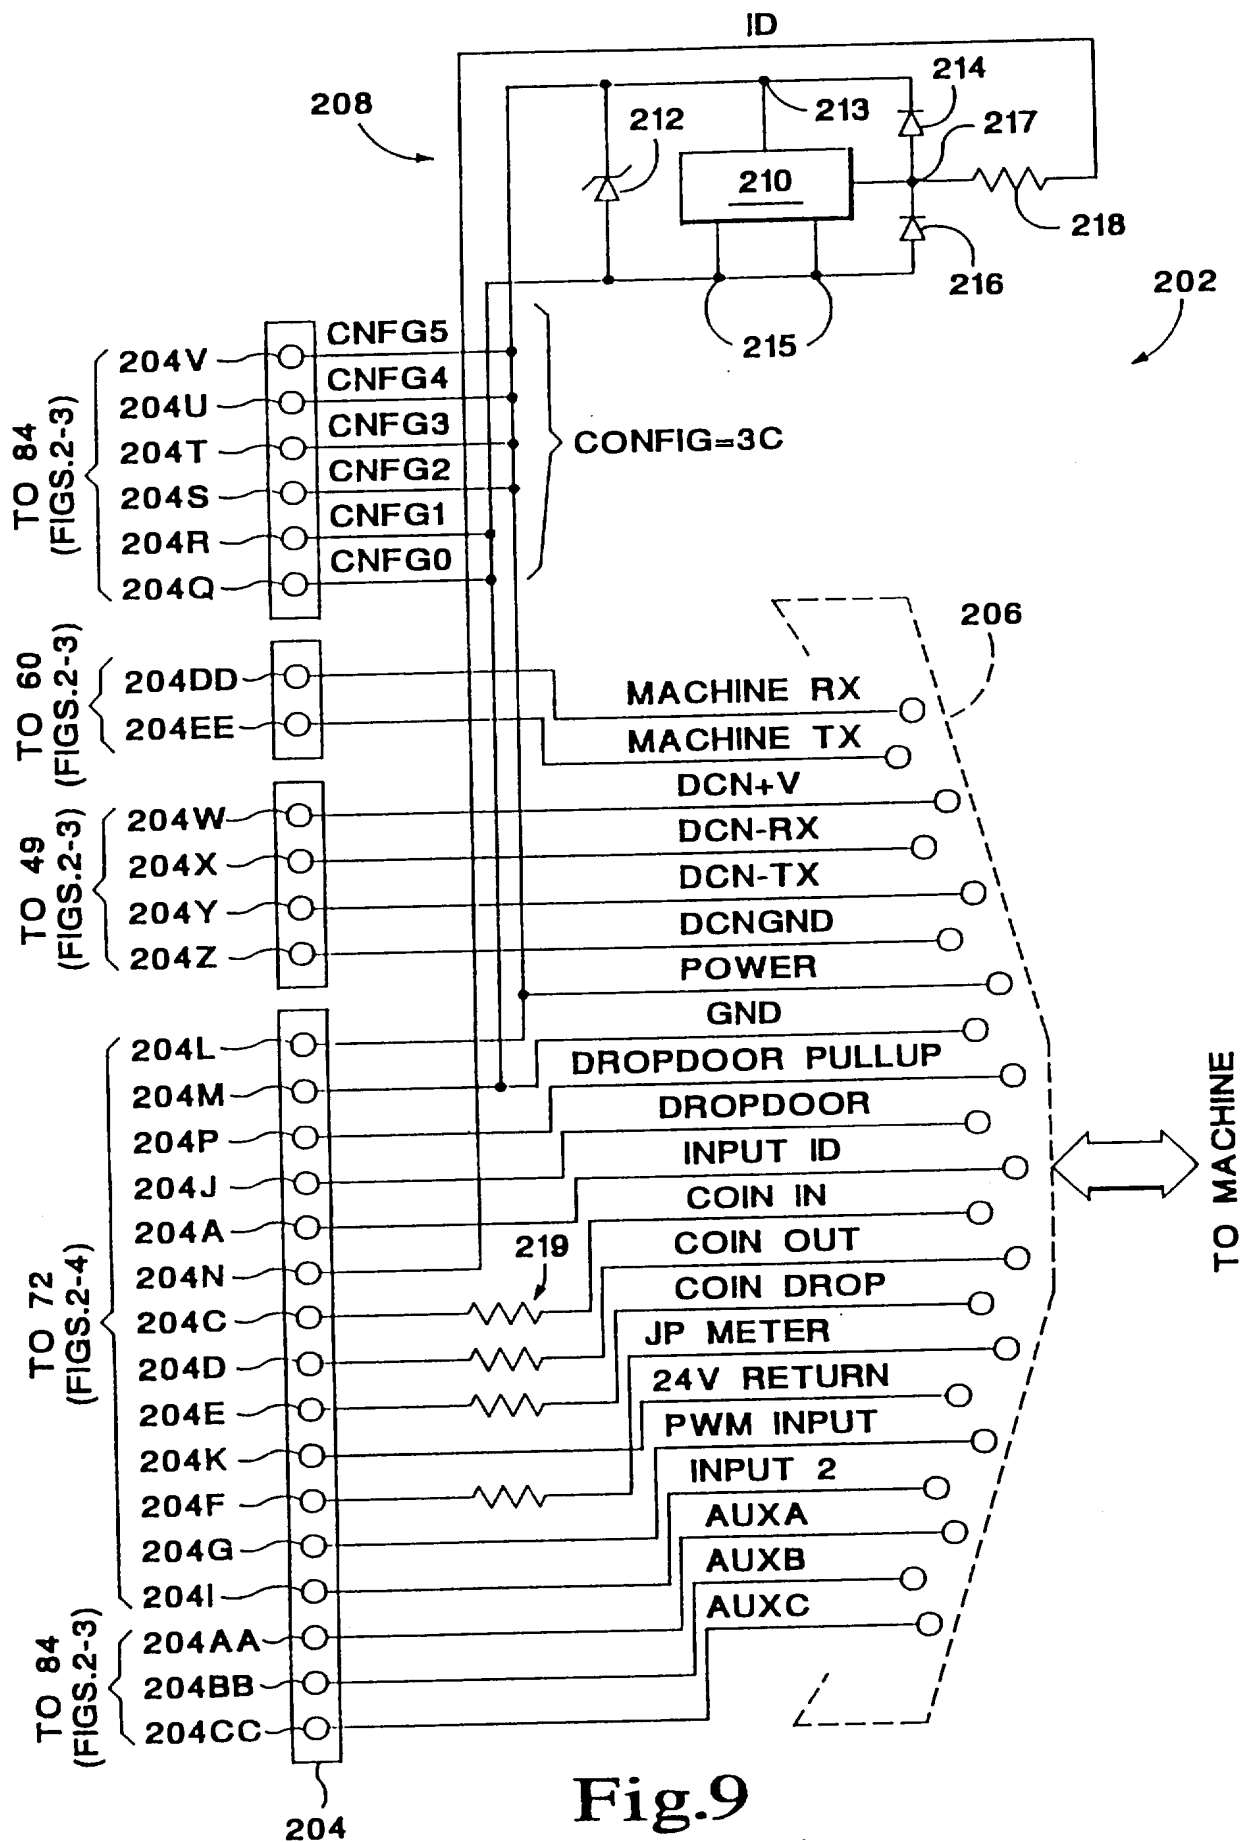 ID
208
212
213
214
217
210
218
216
215
202
CNFG5
204V
CNFG4
204U
CNFG3
204T
CNFG2
204S
CNFG1
204R
CNFG0
204Q
TO 84
(FIGS.2-3)
CONFIG=3C
206
TO 60
(FIGS.2-3)
204DD
MACHINE RX
204EE
MACHINE TX
TO 49
(FIGS.2-3)
204W
DCN+V
204X
DCN-RX
204Y
DCN-TX
204Z
DCNGND
POWER
GND
TO 72
(FIGS.2-4)
204L
204M
DROPDOOR PULLUP
204P
DROPDOOR
204J
INPUT ID
204A
COIN IN
204N
219
COIN OUT
204C
COIN DROP
204D
JP METER
204E
24V RETURN
204K
PWM INPUT
204F
INPUT 2
204G
AUXA
204I
AUXB
AUXC
TO 84
(FIGS.2-3)
204AA
204BB
204CC
TO MACHINE
204
Fig.9